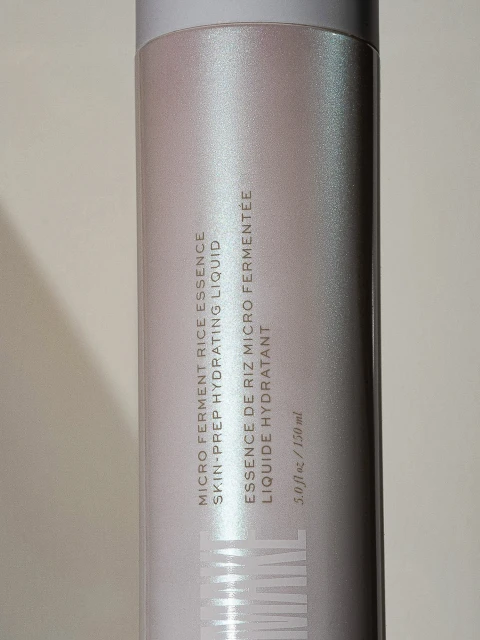 MICRO FERMENT RICE ESSENCE
SKIN-PREP HYDRATING LIQUID
ESSENCE DE RIZ MICRO FERMENTÉE
LIQUIDE HYDRATANT
5.0 fl oz / 150 ml
MAKE